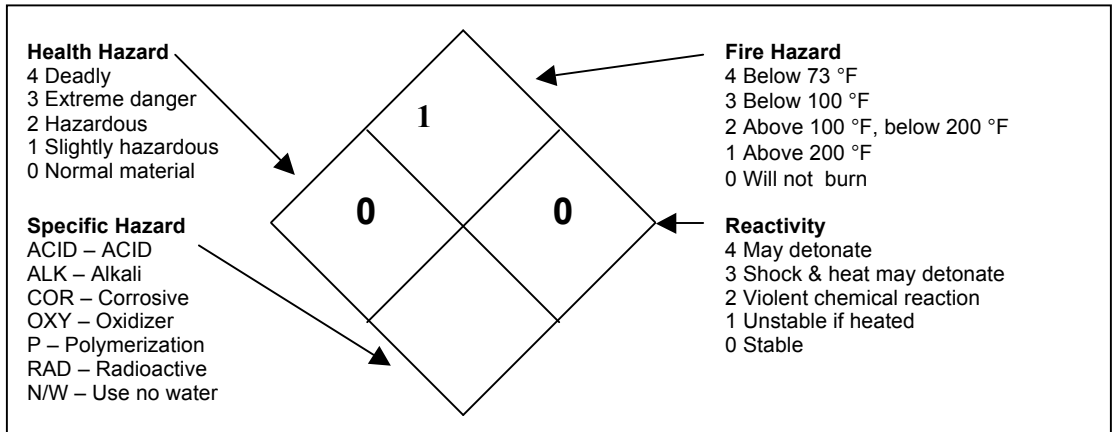 Health Hazard
4 Deadly
3 Extreme danger
2 Hazardous
1 Slightly hazardous
0 Normal material
Specific Hazard
ACID – ACID
ALK – Alkali
COR – Corrosive
OXY – Oxidizer
P – Polymerization
RAD – Radioactive
N/W – Use no water
1
0
0
Fire Hazard
4 Below 73 °F
3 Below 100 °F
2 Above 100 °F, below 200 °F
1 Above 200 °F
0 Will not burn
Reactivity
4 May detonate
3 Shock & heat may detonate
2 Violent chemical reaction
1 Unstable if heated
0 Stable